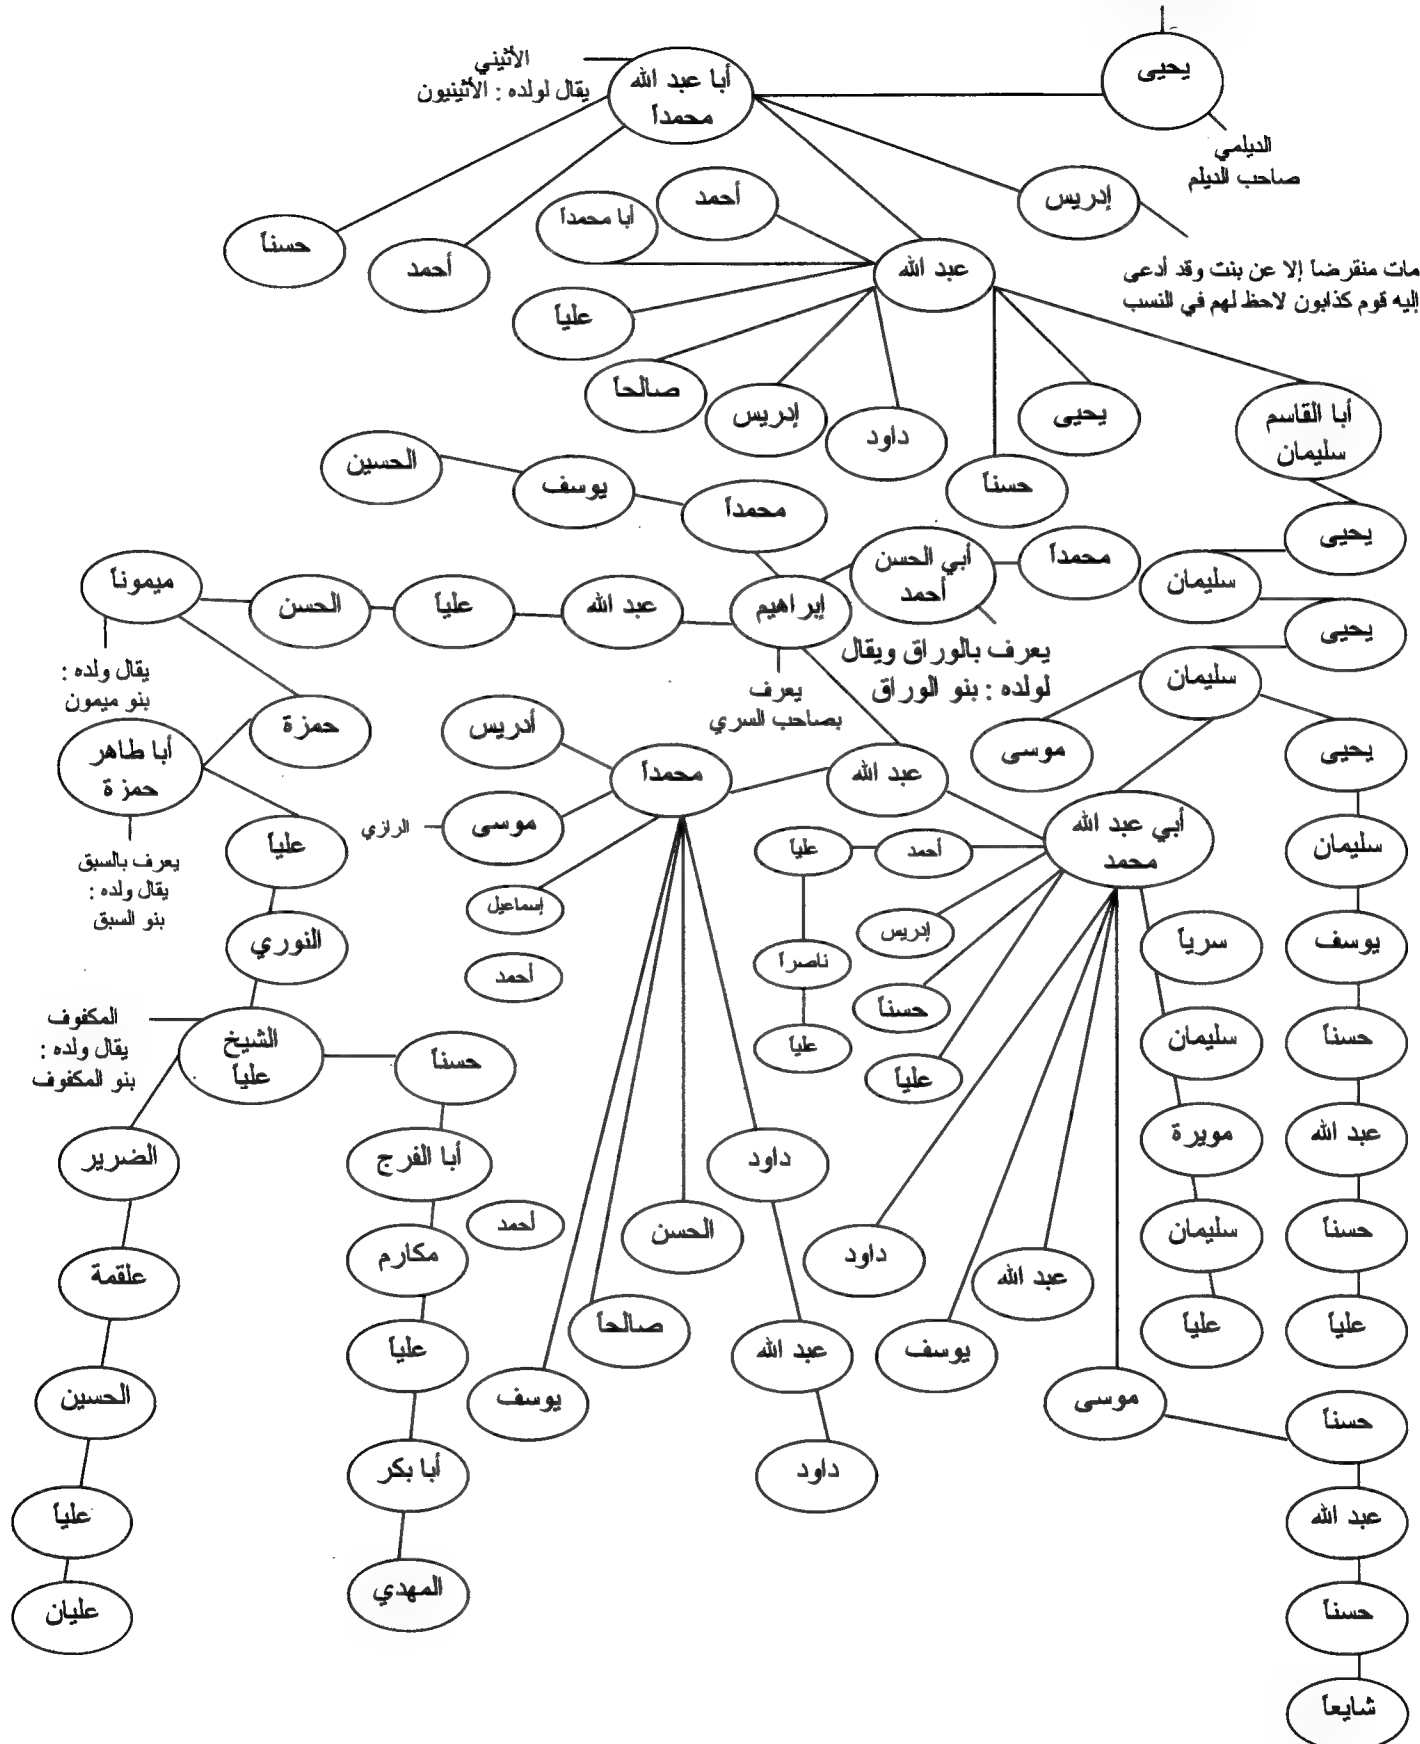 يحيى
الديلمي
صاحب الديلم
أبا عبد الله
محمداً
الأثيني
يقال لولده : الأثينيون
إدريس
مات منقرضاً إلا عن بنت وقد أدعى
إليه قوم كذابون لاحظ لهم في النسب
أحمد
أبا محمداً
حسناً
أحمد
عبد الله
علياً
صالحاً
إدريس
داود
حسناً
يحيى
أبا القاسم
سليمان
يحيى
سليمان
يحيى
سليمان
موسى
الحسين
يوسف
محمداً
أبي الحسن
أحمد
محمداً
يعرف بالوراق ويقال
لولده : بنو الوراق
إبراهيم
يعرف
بصاحب السري
عبد الله
علياً
الحسن
ميموناً
يقال ولده :
بنو ميمون
حمزة
أبا طاهر
حمزة
يعرف بالسبق
يقال ولده :
بنو السبق
علياً
النوري
الشيخ
علياً
المكفوف
يقال ولده :
بنو المكفوف
الضرير
علقمة
الحسين
علياً
عليان
حسناً
أبا الفرج
مكارم
علياً
أبا بكر
المهدي
عبد الله
محمداً
أدريس
موسى
الرازي
إسماعيل
أحمد
أحمد
يوسف
صالحاً
الحسن
داود
عبد الله
داود
أبي عبد الله
محمد
أحمد
علياً
ناصراً
علياً
إدريس
حسناً
علياً
داود
يوسف
عبد الله
موسى
سرياً
سليمان
مويرة
سليمان
علياً
يحيى
سليمان
يوسف
حسناً
عبد الله
حسناً
علياً
حسناً
عبد الله
حسناً
شايعاً